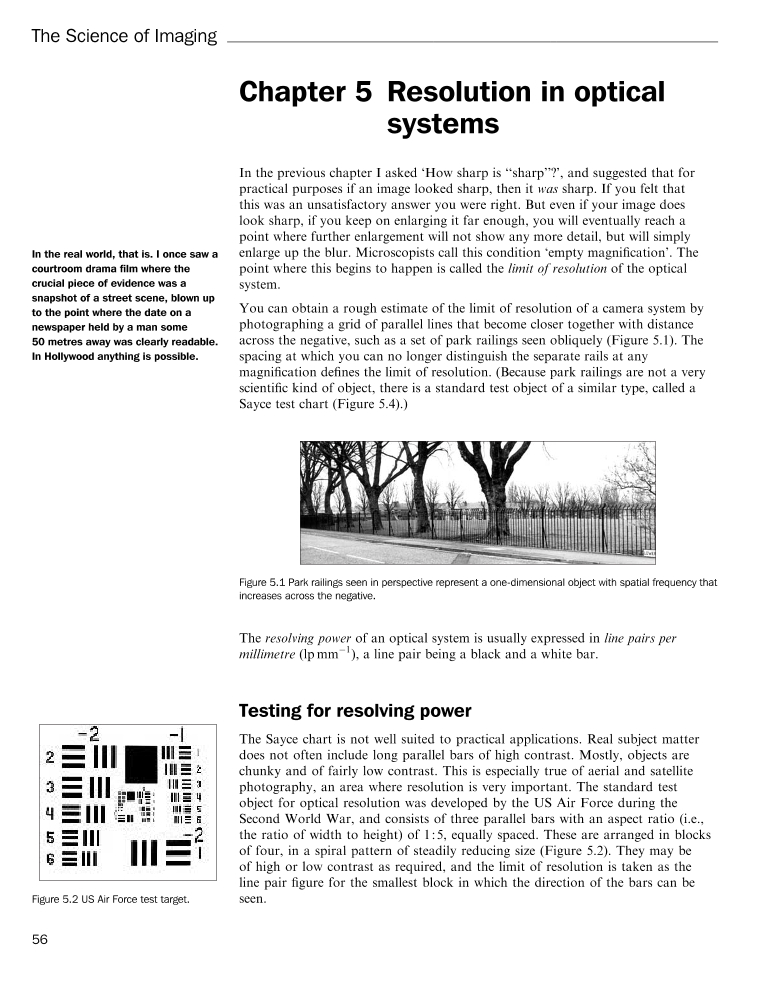 The Science of Imaging
Chapter 5 Resolution in optical
systems
In the previous chapter I asked ‘How sharp is “sharp”?’, and suggested that for
practical purposes if an image looked sharp, then it was sharp. If you felt that
this was an unsatisfactory answer you were right. But even if your image does
look sharp, if you keep on enlarging it far enough, you will eventually reach a
point where further enlargement will not show any more detail, but will simply
enlarge up the blur. Microscopists call this condition ‘empty magnification’. The
point where this begins to happen is called the limit of resolution of the optical
system.
In the real world, that is. I once saw a
courtroom drama film where the
crucial piece of evidence was a
snapshot of a street scene, blown up
to the point where the date on a
newspaper held by a man some
50 metres away was clearly readable.
In Hollywood anything is possible.
You can obtain a rough estimate of the limit of resolution of a camera system by
photographing a grid of parallel lines that become closer together with distance
across the negative, such as a set of park railings seen obliquely (Figure 5.1). The
spacing at which you can no longer distinguish the separate rails at any
magnification defines the limit of resolution. (Because park railings are not a very
scientific kind of object, there is a standard test object of a similar type, called a
Sayce test chart (Figure 5.4).)
Figure 5.1 Park railings seen in perspective represent a one-dimensional object with spatial frequency that
increases across the negative.
The resolving power of an optical system is usually expressed in line pairs per
millimetre (lp mm−1), a line pair being a black and a white bar.
Testing for resolving power
The Sayce chart is not well suited to practical applications. Real subject matter
does not often include long parallel bars of high contrast. Mostly, objects are
chunky and of fairly low contrast. This is especially true of aerial and satellite
photography, an area where resolution is very important. The standard test
object for optical resolution was developed by the US Air Force during the
Second World War, and consists of three parallel bars with an aspect ratio (i.e.,
the ratio of width to height) of 1:5, equally spaced. These are arranged in blocks
of four, in a spiral pattern of steadily reducing size (Figure 5.2). They may be
of high or low contrast as required, and the limit of resolution is taken as the
line pair figure for the smallest block in which the direction of the bars can be
seen.
-2 -1
2 1
3 2
4 3
5 4
6 5
6
-2
1
Figure 5.2 US Air Force test target.
56